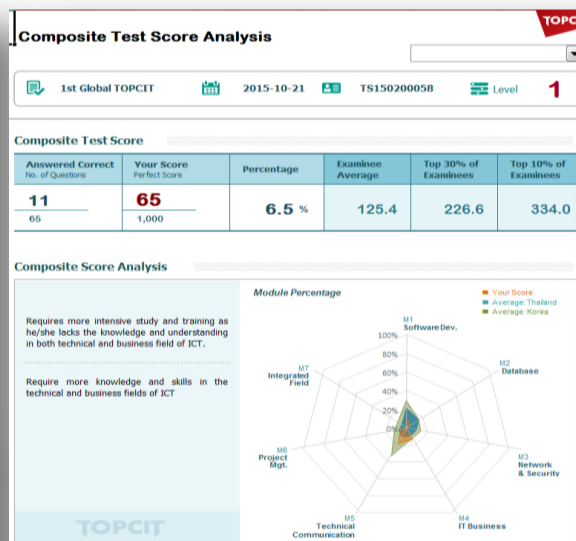 TOPC
Composite Test Score Analysis
1st Global TOPCIT 2015-10-21 TS150200058 Level 1
Composite Test Score
Answered Correct Your Score Percentage Examinee Top 30% of Top 10% of
No. of Questions Perfect Score Average Examinees Examinees
11 65 6.5 % 125.4 226.6 334.0
65 1,000
Composite Score Analysis
Module Percentage
Your Score
Average: Thailand
Average: Korea
Requires more intensive study and training as
he/she lacks the knowledge and understanding
in both technical and business field of ICT.
Require more knowledge and skills in the
technical and business fields of ICT
M1
Software Dev.
100%
80%
60%
40%
20%
0%
M2
Database
M7
Integrated
Field
M6
Project
Mgt.
M3
Network
& Security
M5
Technical
Communication
M4
IT Business
TOPCIT